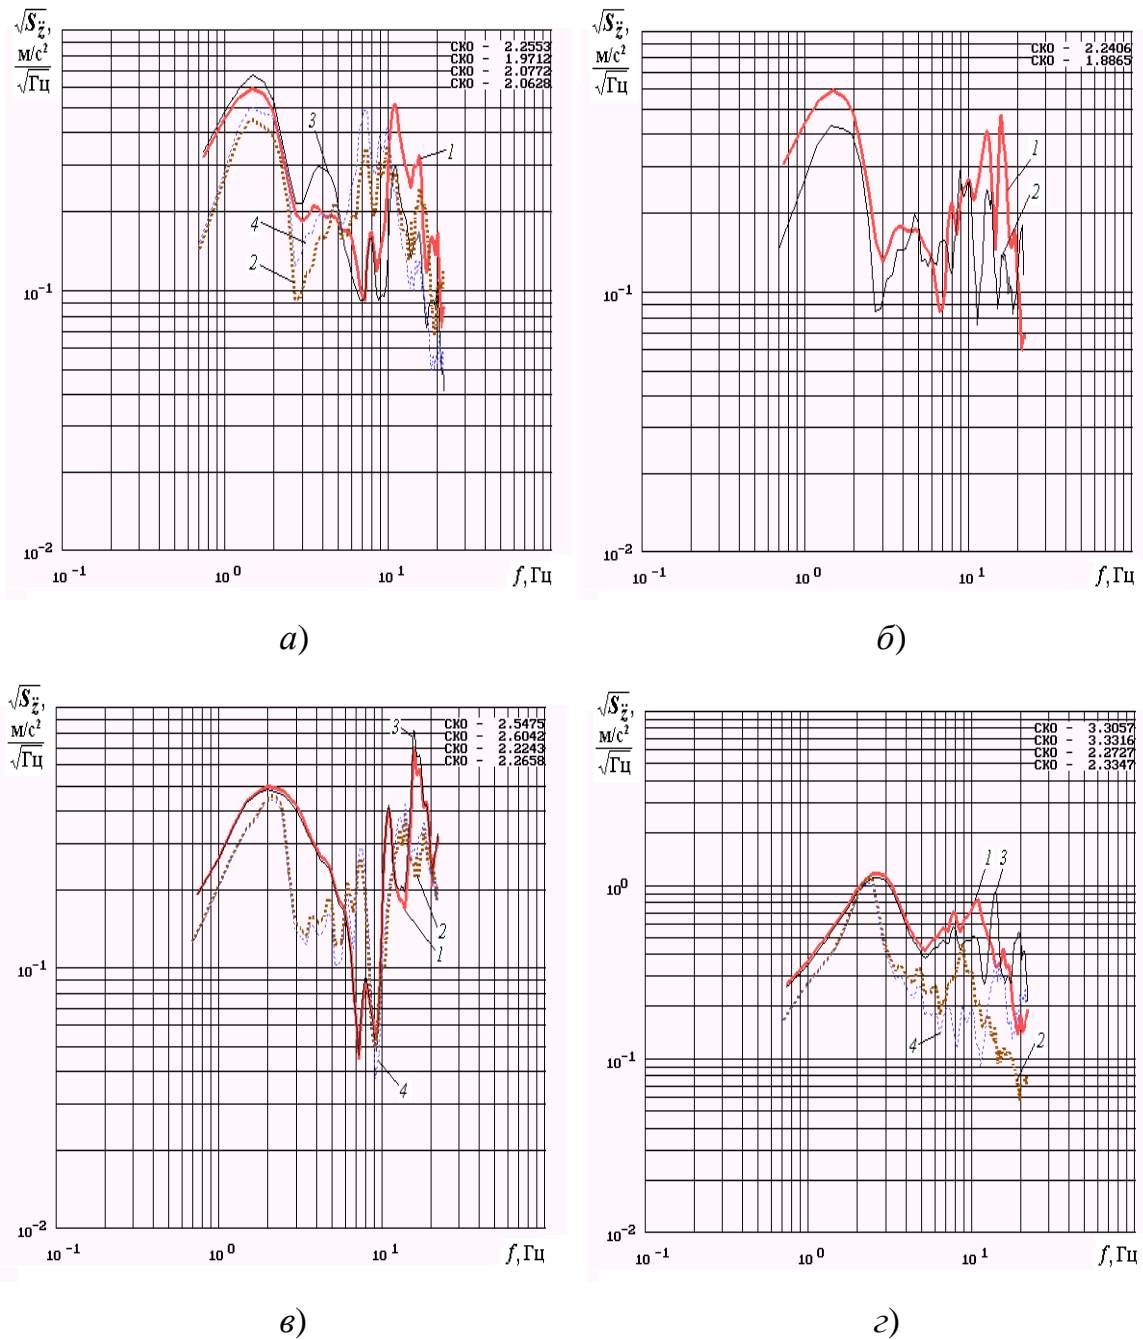 √S_z̈,
м/с²
√Гц
СКО – 2.2553
СКО – 1.9712
СКО – 2.0772
СКО – 2.0628
3
1
4
2
10⁻¹
10⁻²
10⁻¹
10⁰
10¹
f, Гц
а)
√S_z̈,
м/с²
√Гц
СКО – 2.2406
СКО – 1.8865
1
2
10⁻¹
10⁻²
10⁻¹
10⁰
10¹
f, Гц
б)
√S_z̈,
м/с²
√Гц
СКО – 2.5475
СКО – 2.6042
СКО – 2.2243
СКО – 2.2658
3
2
1
4
10⁻¹
10⁻²
10⁻¹
10⁰
10¹
f, Гц
в)
√S_z̈,
м/с²
√Гц
СКО – 3.3057
СКО – 3.3316
СКО – 2.2727
СКО – 2.3347
1 3
10⁰
4
2
10⁻¹
10⁻²
10⁻¹
10⁰
10¹
f, Гц
г)